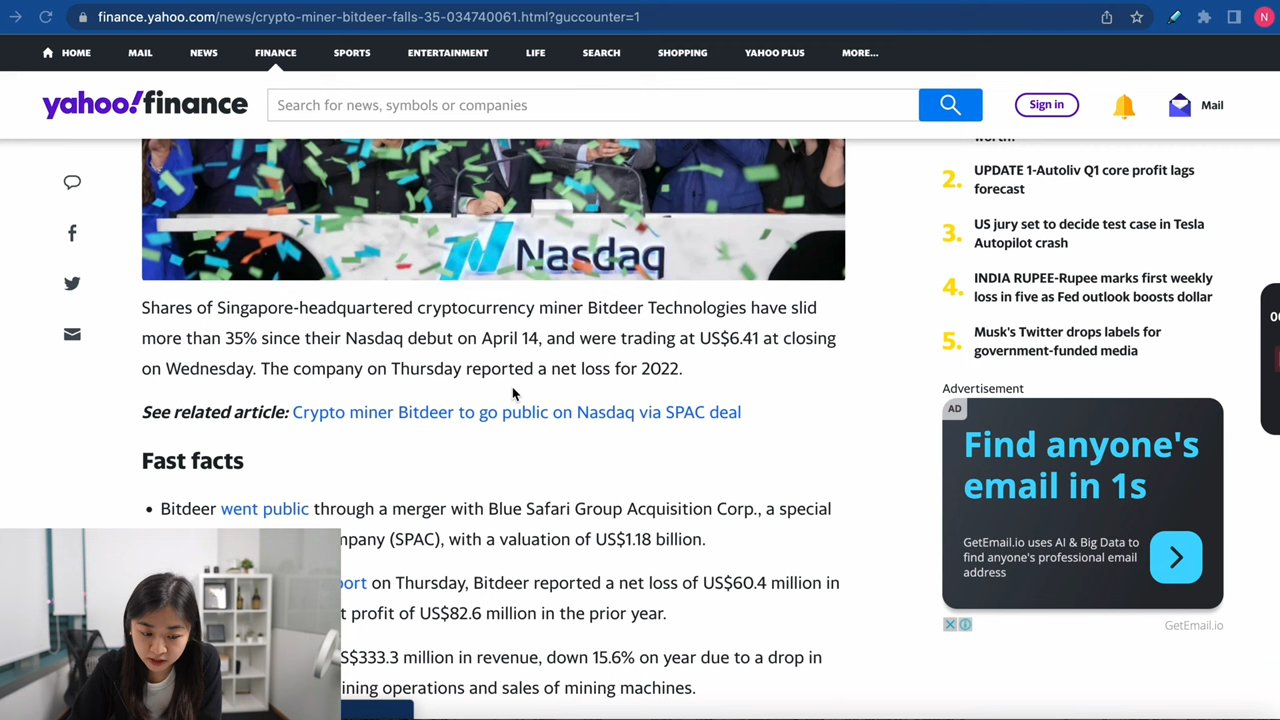 finance.yahoo.com/news/crypto-miner-bitdeer-falls-35-034740061.html?guccounter=1
N
HOME MAIL NEWS FINANCE SPORTS ENTERTAINMENT LIFE SEARCH SHOPPING YAHOO PLUS MORE...
yahoo!finance
Search for news, symbols or companies
Sign in
Mail
Nasdaq
Shares of Singapore-headquartered cryptocurrency miner Bitdeer Technologies have slid
more than 35% since their Nasdaq debut on April 14, and were trading at US$6.41 at closing
on Wednesday. The company on Thursday reported a net loss for 2022.
See related article: Crypto miner Bitdeer to go public on Nasdaq via SPAC deal
Fast facts
• Bitdeer went public through a merger with Blue Safari Group Acquisition Corp., a special
mpany (SPAC), with a valuation of US$1.18 billion.
ort on Thursday, Bitdeer reported a net loss of US$60.4 million in
t profit of US$82.6 million in the prior year.
S$333.3 million in revenue, down 15.6% on year due to a drop in
ining operations and sales of mining machines.
worth?
2. UPDATE 1-Autoliv Q1 core profit lags
forecast
3. US jury set to decide test case in Tesla
Autopilot crash
4. INDIA RUPEE-Rupee marks first weekly
loss in five as Fed outlook boosts dollar
5. Musk's Twitter drops labels for
government-funded media
Advertisement
AD
Find anyone's
email in 1s
GetEmail.io uses AI & Big Data to
find anyone's professional email
address
GetEmail.io